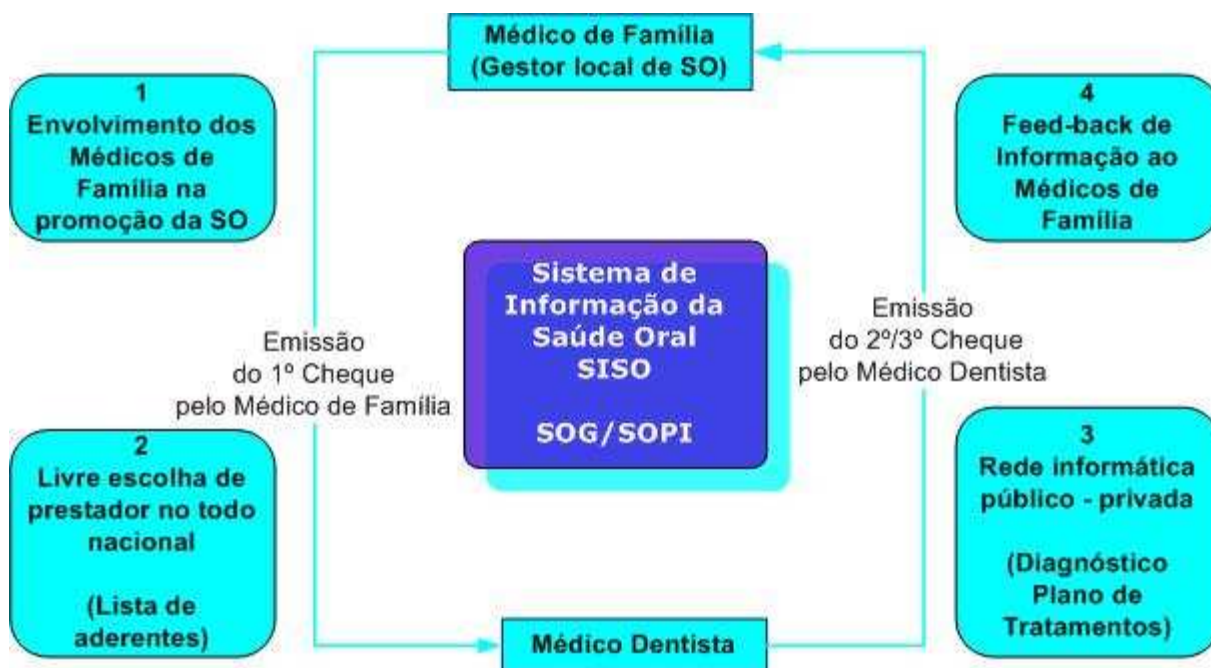 Médico de Família
(Gestor local de SO)
1
Envolvimento dos
Médicos de
Família na
promoção da SO
4
Feed-back de
Informação ao
Médicos de
Família
Sistema de
Informação da
Saúde Oral
SISO
SOG/SOPI
Emissão
do 1º Cheque
pelo Médico de Família
Emissão
do 2º/3º Cheque
pelo Médico Dentista
2
Livre escolha de
prestador no todo
nacional
(Lista de
aderentes)
3
Rede informática
público - privada
(Diagnóstico
Plano de
Tratamentos)
Médico Dentista